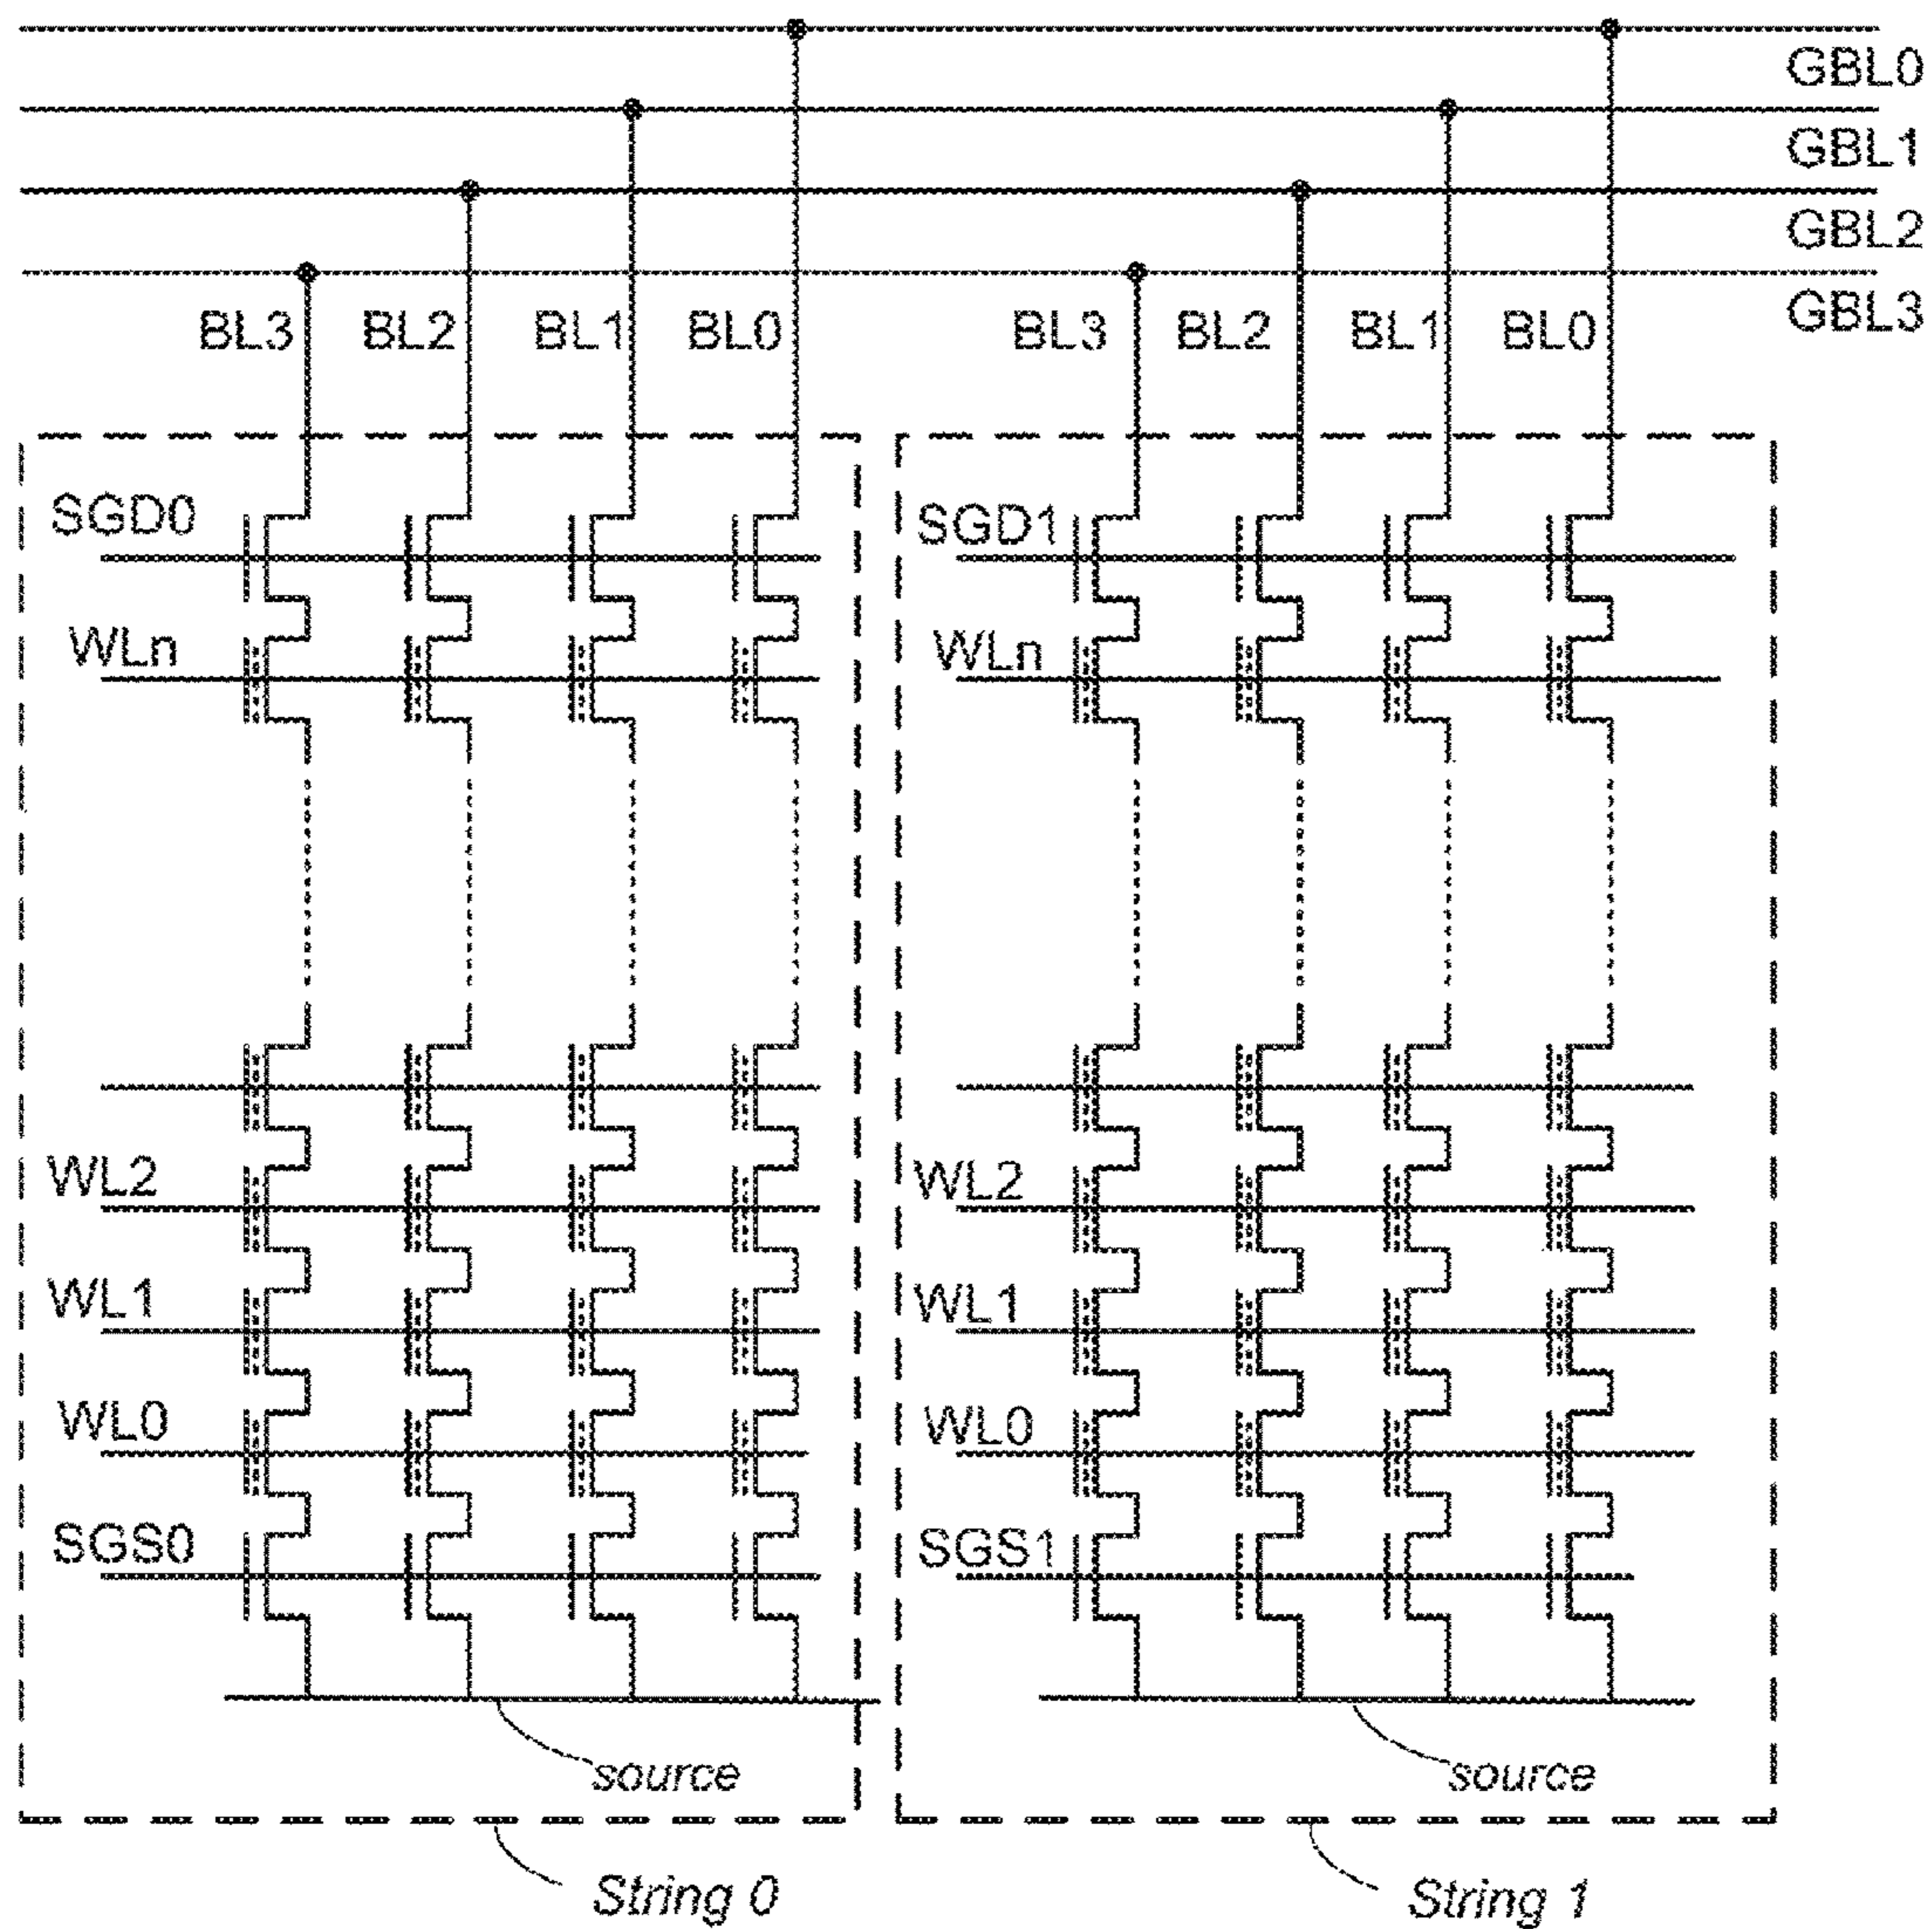 GBL0
GBL1
GBL2
GBL3
BL3 BL2 BL1 BL0 BL3 BL2 BL1 BL0
SGD0 SGD1
WLn WLn
WL2 WL2
WL1 WL1
WL0 WL0
SGS0 SGS1
source source
String 0 String 1